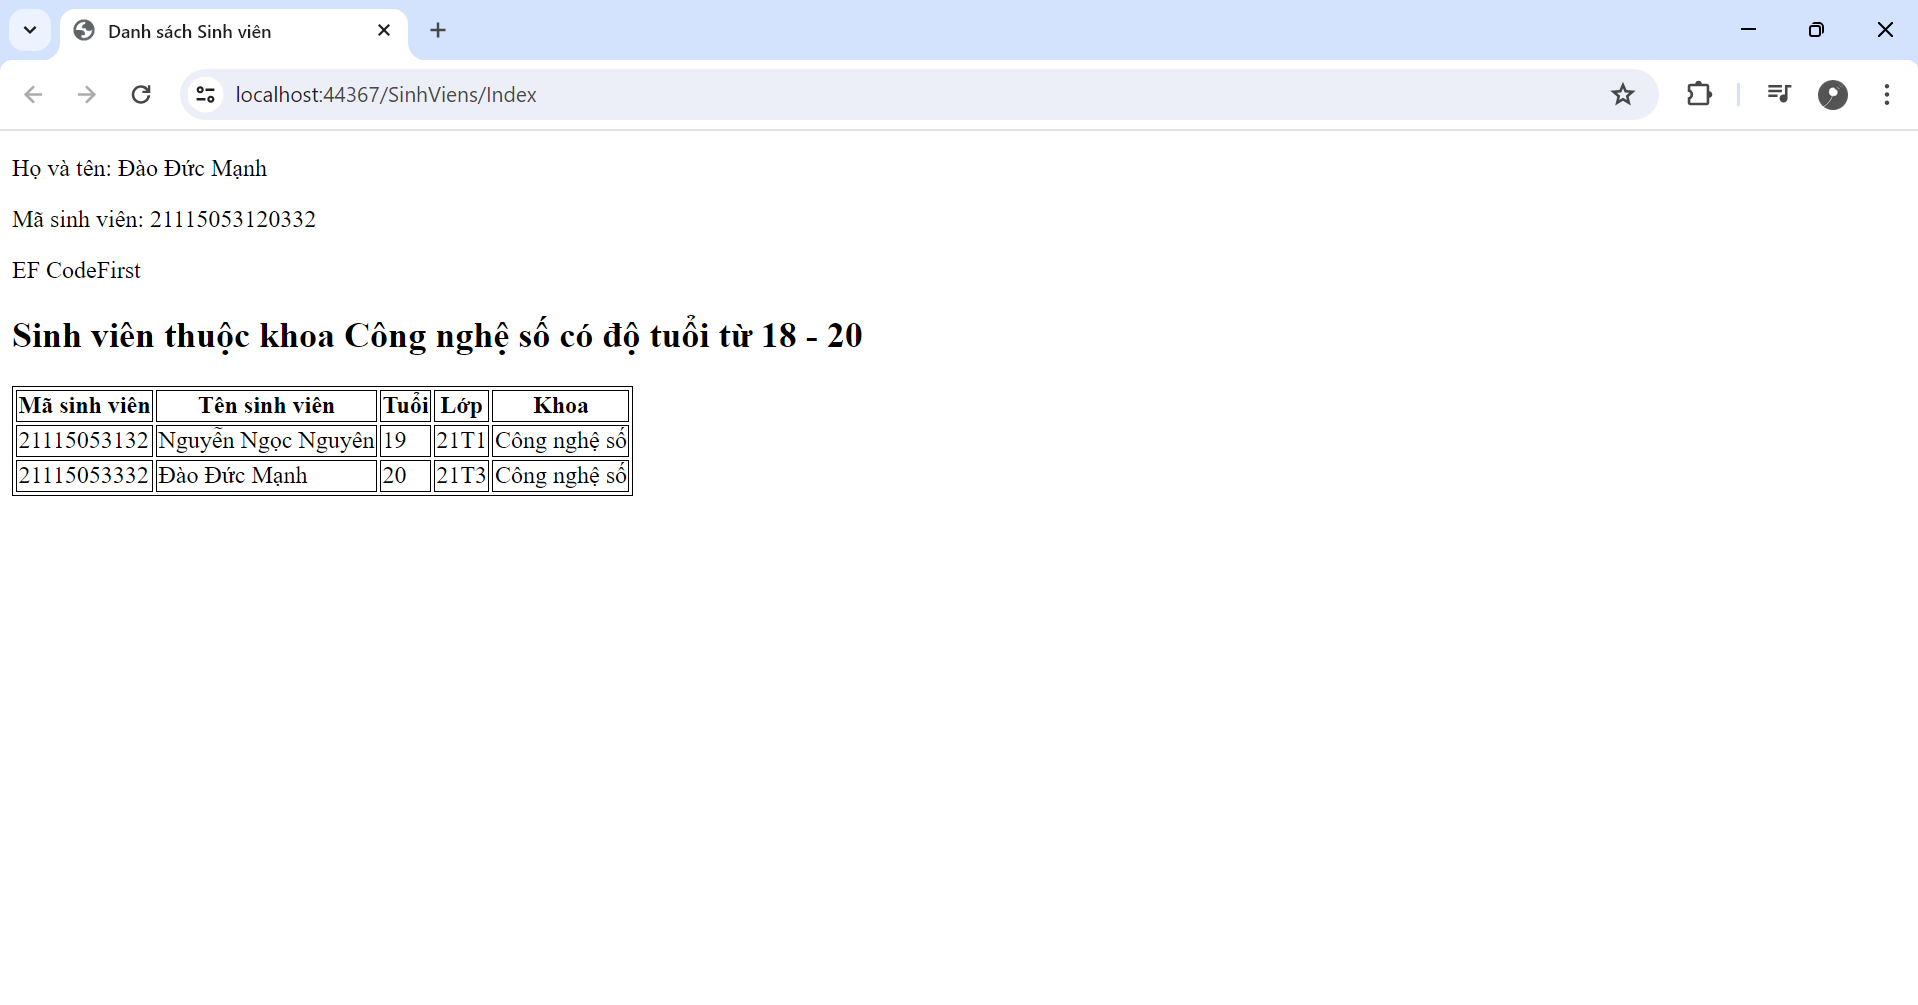 Danh sách Sinh viên
localhost:44367/SinhViens/Index
Họ và tên: Đào Đức Mạnh
Mã sinh viên: 21115053120332
EF CodeFirst
Sinh viên thuộc khoa Công nghệ số có độ tuổi từ 18 - 20
Mã sinh viên Tên sinh viên Tuổi Lớp Khoa
21115053132 Nguyễn Ngọc Nguyên 19 21T1 Công nghệ số
21115053332 Đào Đức Mạnh 20 21T3 Công nghệ số